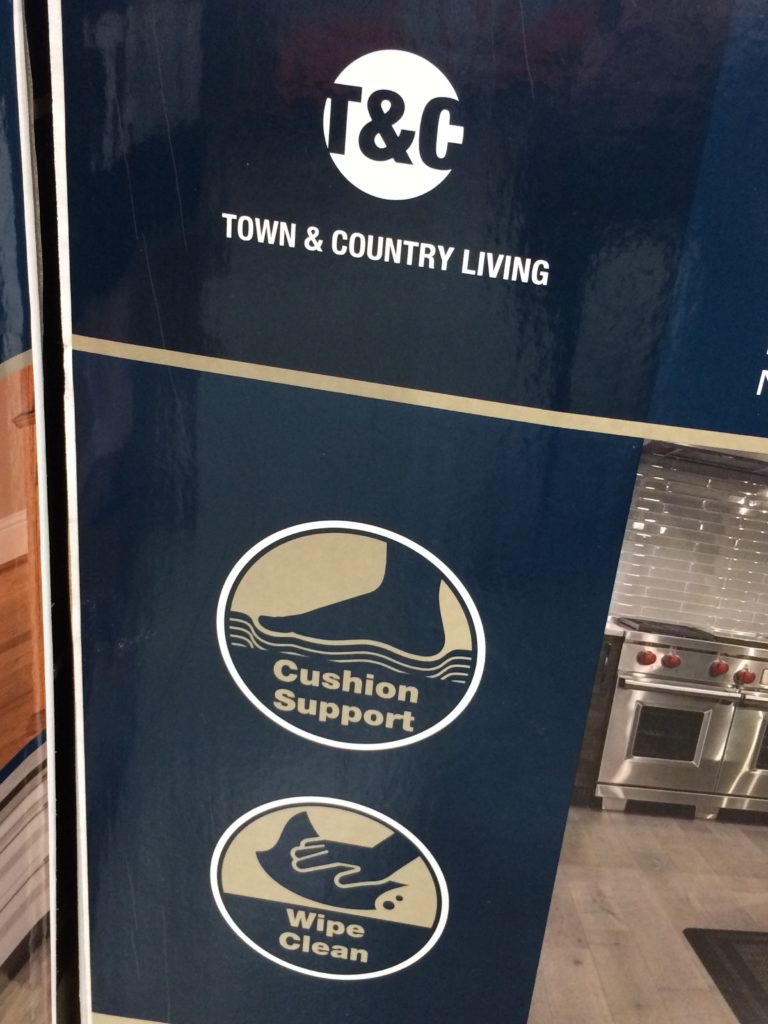 T&C
TOWN & COUNTRY LIVING
Cushion
Support
Wipe
Clean